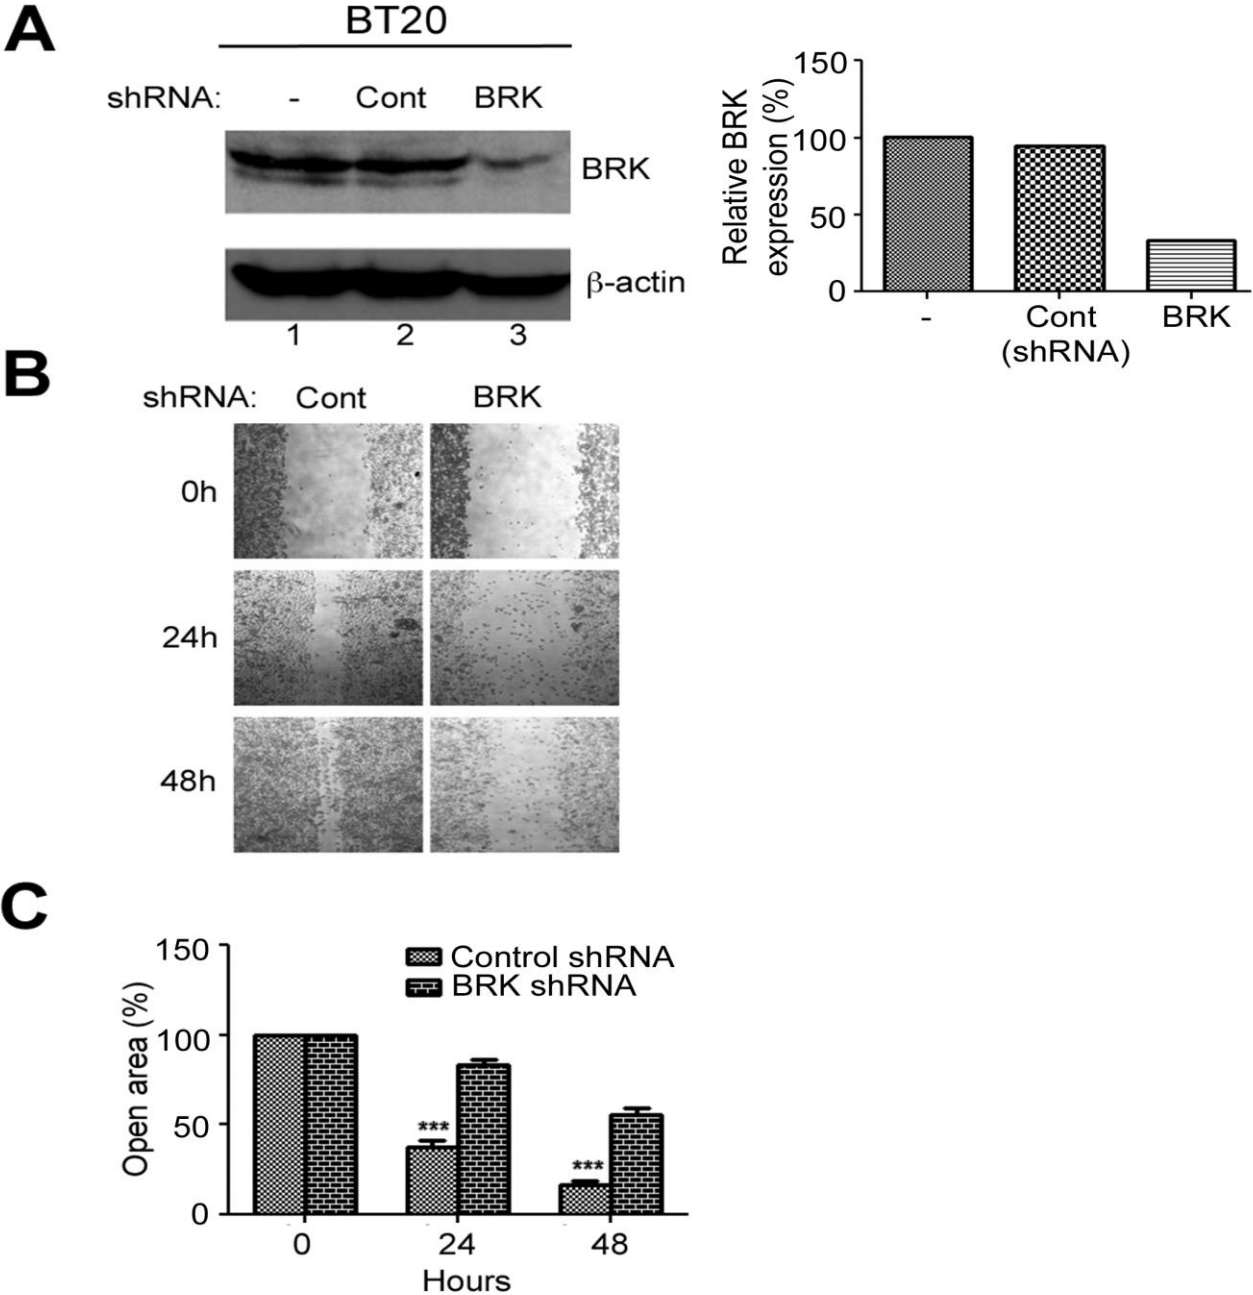 A
BT20
shRNA: - Cont BRK
BRK
β-actin
1 2 3
150
100
50
0
Relative BRK
expression (%)
- Cont BRK
(shRNA)
B
shRNA: Cont BRK
0h
24h
48h
C
150
100
50
0
Open area (%)
Control shRNA
BRK shRNA
***
***
0 24 48
Hours